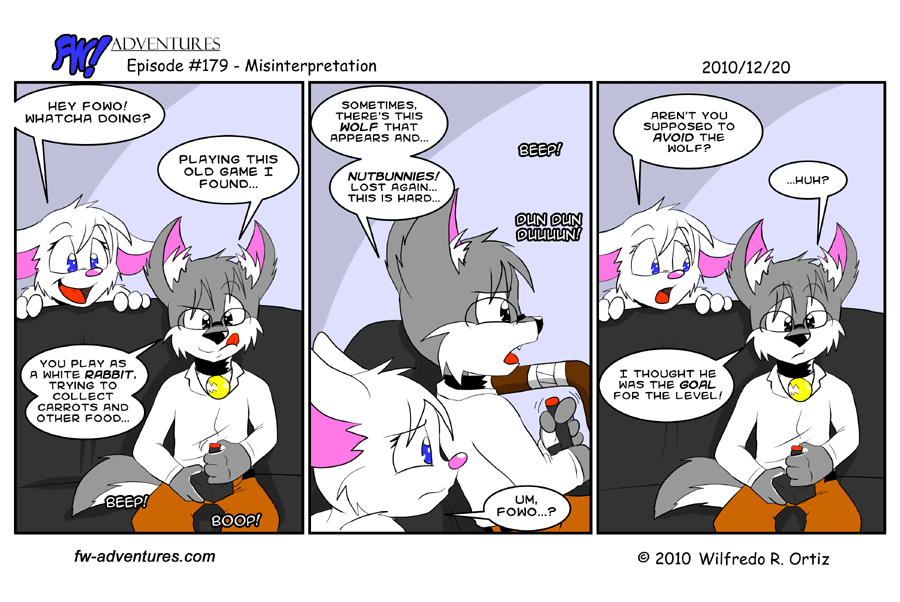 FW! ADVENTURES
Episode #179 - Misinterpretation
2010/12/20
HEY FOWO!
WHATCHA DOING?
PLAYING THIS
OLD GAME I
FOUND...
YOU PLAY AS
A WHITE RABBIT,
TRYING TO
COLLECT
CARROTS AND
OTHER FOOD...
BEEP!
BOOP!
SOMETIMES,
THERE'S THIS
WOLF THAT
APPEARS AND...
BEEP!
NUTBUNNIES!
LOST AGAIN...
THIS IS HARD...
DUN DUN
DUUUUN!
UM,
FOWO...?
AREN'T YOU
SUPPOSED TO
AVOID THE
WOLF?
...HUH?
I THOUGHT HE
WAS THE GOAL
FOR THE LEVEL!
fw-adventures.com
© 2010 Wilfredo R. Ortiz